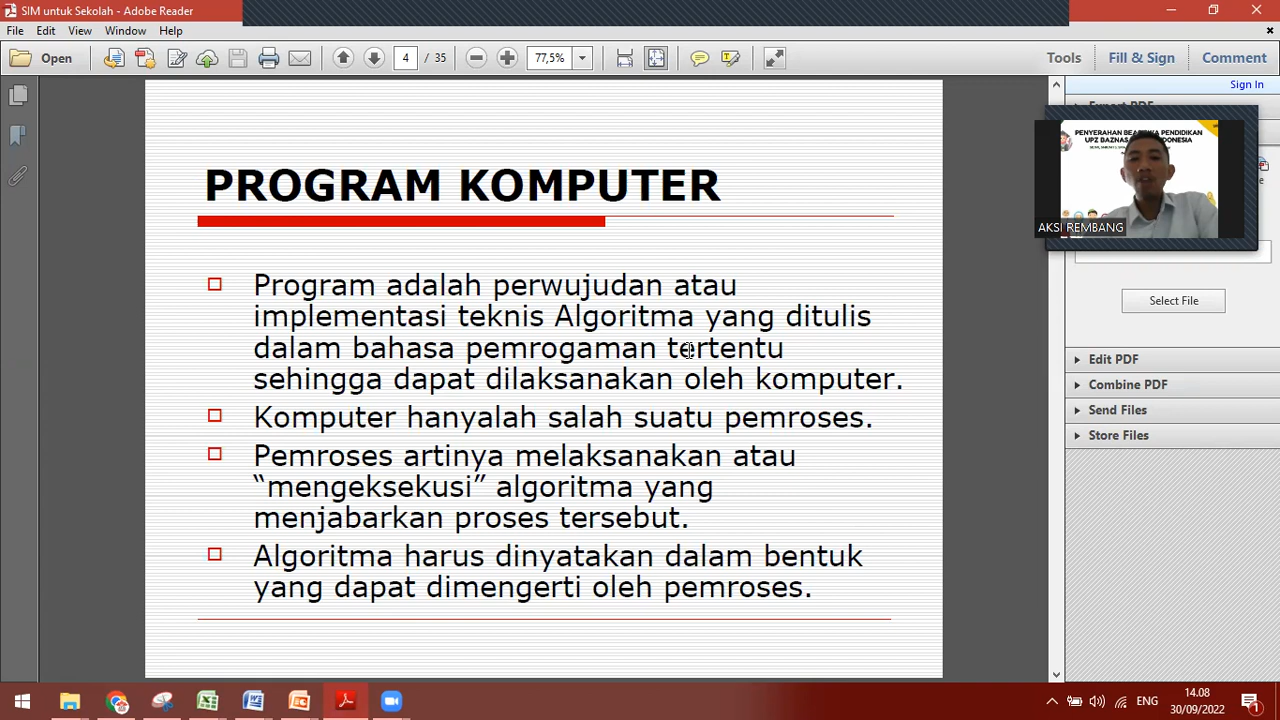 SIM untuk Sekolah - Adobe Reader
File Edit View Window Help
Open
4 / 35
77,5%
Tools Fill & Sign Comment
Sign In
PENYERAHAN PENDIDIKAN
UPZ BAZNAS
AKSI REMBANG
Select File
Edit PDF
Combine PDF
Send Files
Store Files
PROGRAM KOMPUTER
Program adalah perwujudan atau
implementasi teknis Algoritma yang ditulis
dalam bahasa pemrogaman tertentu
sehingga dapat dilaksanakan oleh komputer.
Komputer hanyalah salah suatu pemroses.
Pemroses artinya melaksanakan atau
“mengeksekusi” algoritma yang
menjabarkan proses tersebut.
Algoritma harus dinyatakan dalam bentuk
yang dapat dimengerti oleh pemroses.
ENG
14.08
30/09/2022
1